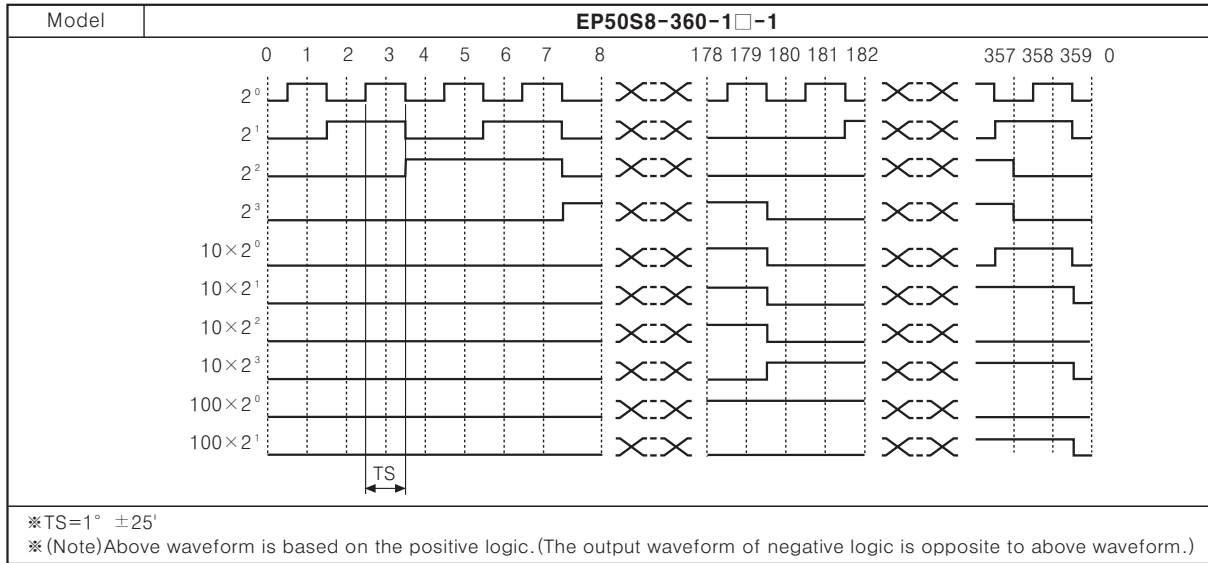 Model EP50S8-360-1□-1
0 1 2 3 4 5 6 7 8 178 179 180 181 182 357 358 359 0
2⁰
2¹
2²
2³
10×2⁰
10×2¹
10×2²
10×2³
100×2⁰
100×2¹
TS
※TS=1° ±25'
※(Note)Above waveform is based on the positive logic.(The output waveform of negative logic is opposite to above waveform.)